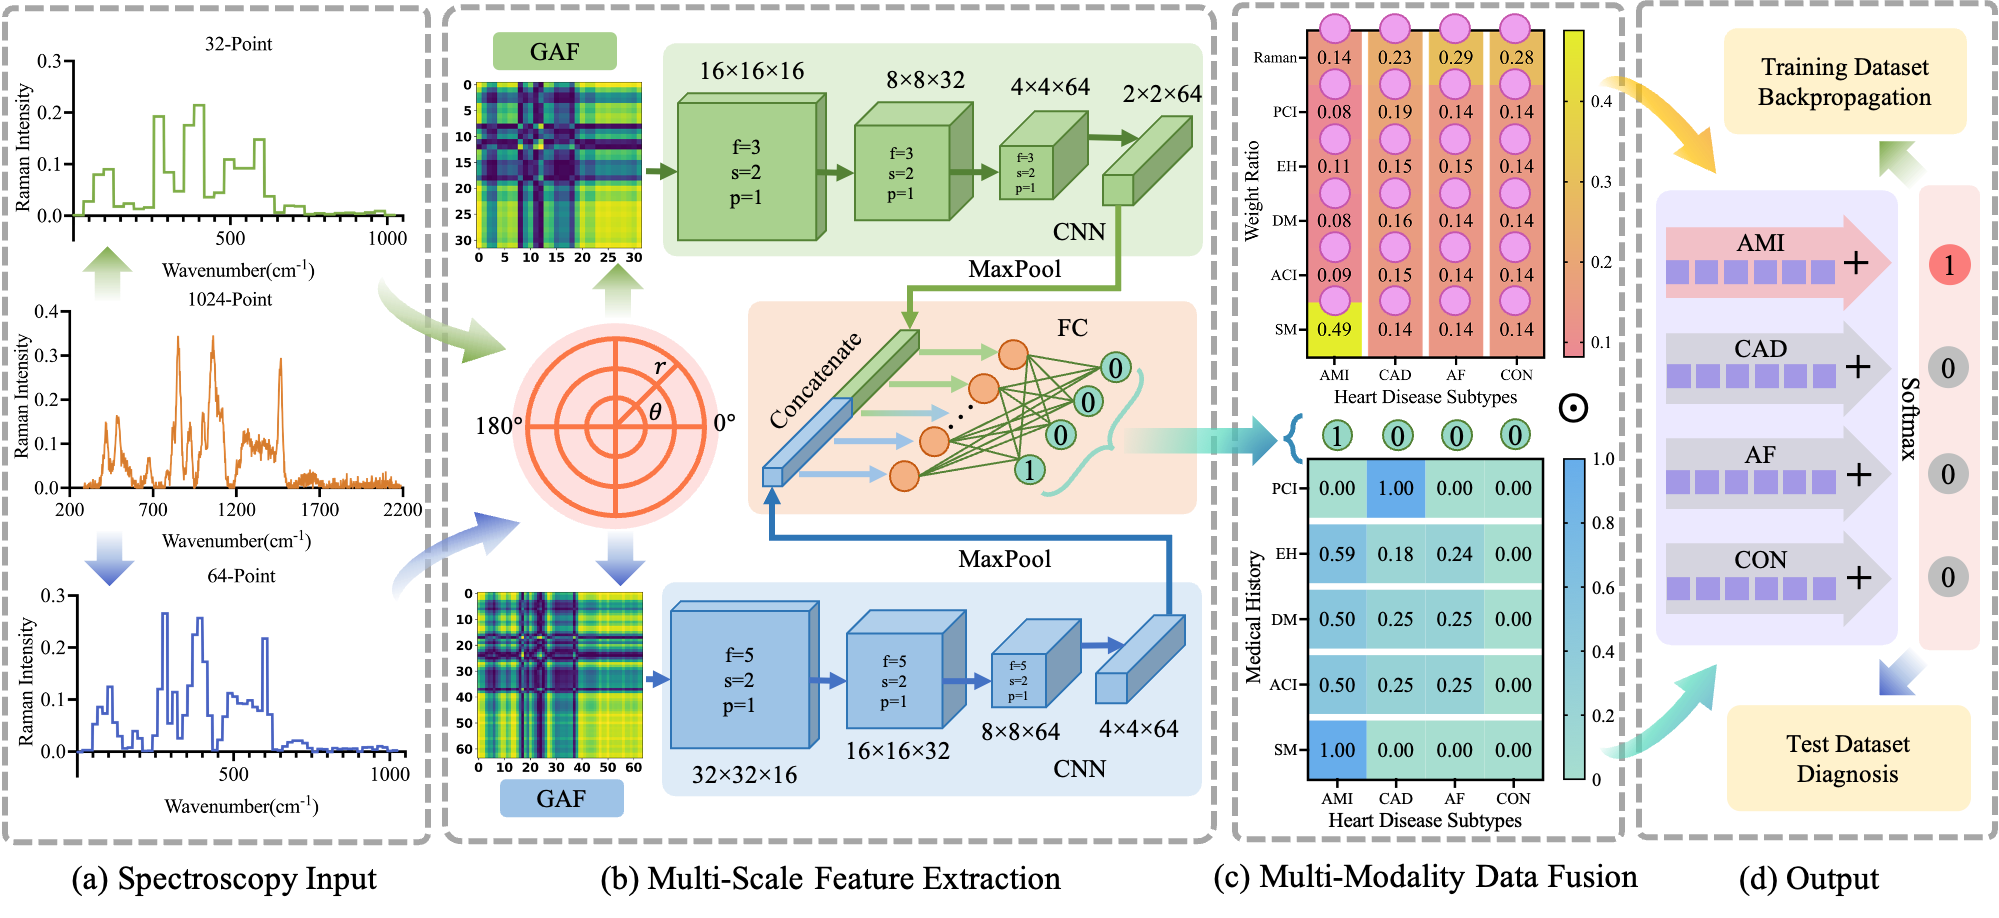 32-Point
0.3
0.2
0.1
0.0
500
1000
Raman Intensity
Wavenumber(cm⁻¹)
1024-Point
0.4
0.3
0.2
0.1
0.0
200 700 1200 1700 2200
Raman Intensity
Wavenumber(cm⁻¹)
64-Point
0.3
0.2
0.1
0.0
500
1000
Raman Intensity
Wavenumber(cm⁻¹)
(a) Spectroscopy Input
GAF
0
5
10
15
20
25
30
0 5 10 15 20 25 30
16×16×16
8×8×32
4×4×64
2×2×64
f=3
s=2
p=1
f=3
s=2
p=1
f=3
s=2
p=1
CNN
MaxPool
180°
0°
r
θ
Concatenate
FC
0
0
0
1
MaxPool
0
10
20
30
40
50
60
0 10 20 30 40 50 60
GAF
f=5
s=2
p=1
f=5
s=2
p=1
f=5
s=2
p=1
32×32×16
16×16×32
8×8×64
4×4×64
CNN
(b) Multi-Scale Feature Extraction
Weight Ratio
Raman 0.14 0.23 0.29 0.28
PCI 0.08 0.19 0.14 0.14
EH 0.11 0.15 0.15 0.14
DM 0.08 0.16 0.14 0.14
ACI 0.09 0.15 0.14 0.14
SM 0.49 0.14 0.14 0.14
AMI CAD AF CON
Heart Disease Subtypes
0.4
0.3
0.2
0.1
1 0 0 0
Medical History
PCI 0.00 1.00 0.00 0.00
EH 0.59 0.18 0.24 0.00
DM 0.50 0.25 0.25 0.00
ACI 0.50 0.25 0.25 0.00
SM 1.00 0.00 0.00 0.00
AMI CAD AF CON
Heart Disease Subtypes
1.0
0.8
0.6
0.4
0.2
0
(c) Multi-Modality Data Fusion
Training Dataset
Backpropagation
AMI
+
1
CAD
+
0
AF
+
0
CON
+
0
Softmax
Test Dataset
Diagnosis
(d) Output